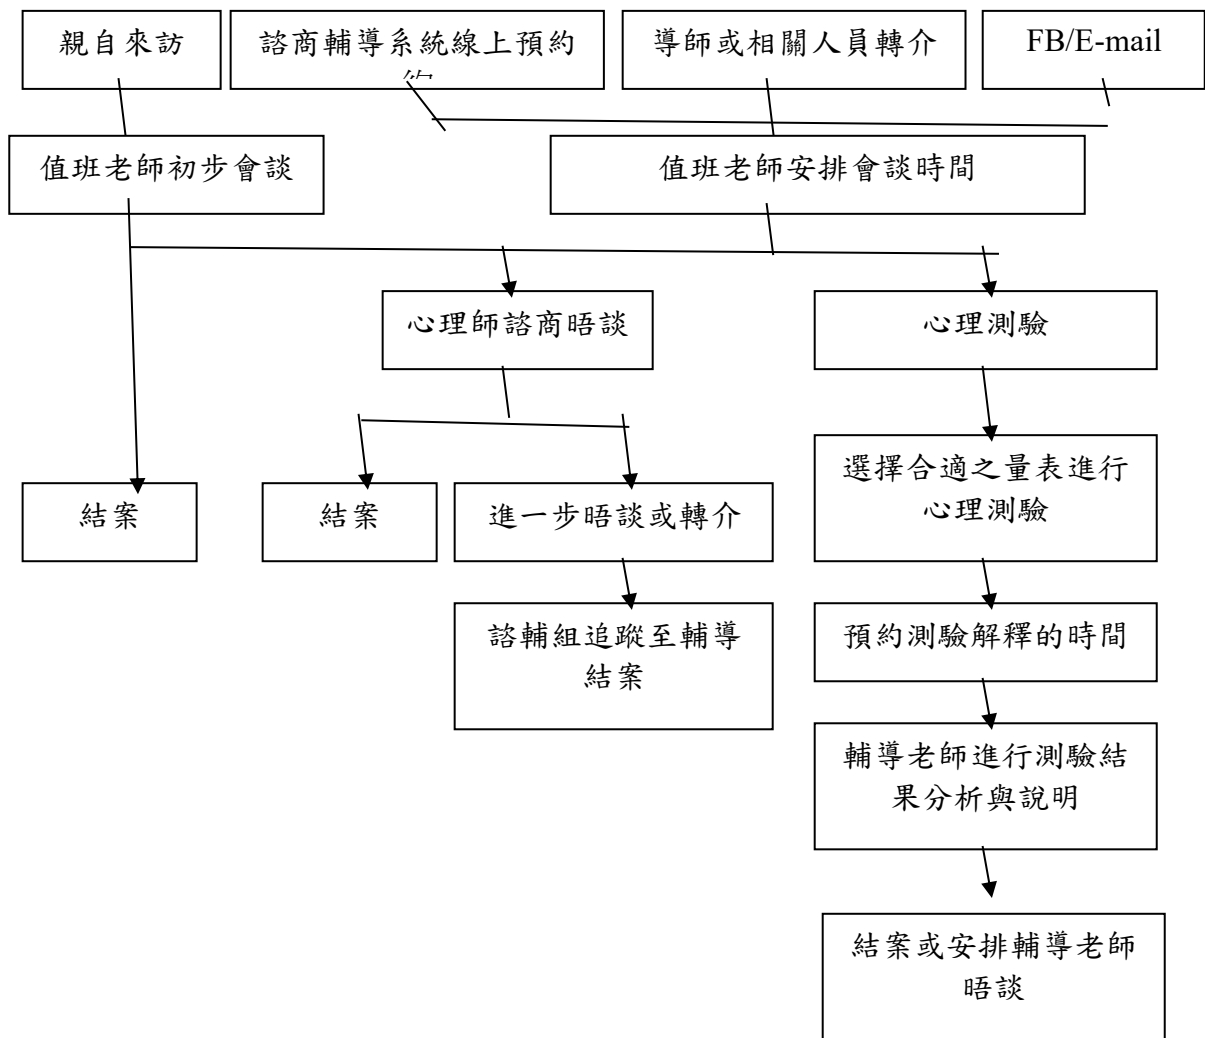 親自來訪
諮商輔導系統線上預約
導師或相關人員轉介
FB/E-mail
值班老師初步會談
值班老師安排會談時間
心理師諮商晤談
心理測驗
選擇合適之量表進行
心理測驗
結案
結案
進一步晤談或轉介
諮輔組追蹤至輔導
結案
預約測驗解釋的時間
輔導老師進行測驗結
果分析與說明
結案或安排輔導老師
晤談